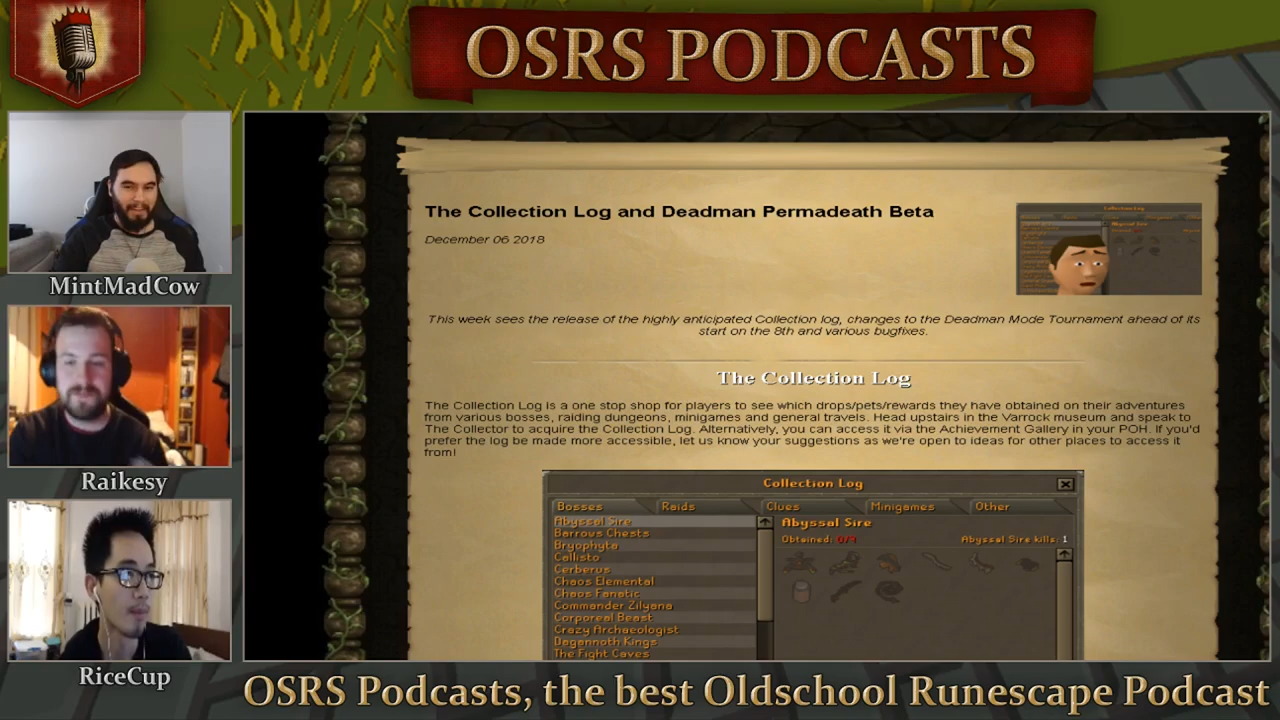 OSRS PODCASTS
MintMadCow
Raikesy
RiceCup
The Collection Log and Deadman Permadeath Beta
December 06 2018
This week sees the release of the highly anticipated Collection log, changes to the Deadman Mode Tournament ahead of its
start on the 8th and various bugfixes.
The Collection Log
The Collection Log is a one stop shop for players to see which drops/pets/rewards they have obtained on their adventures
from various bosses, raiding dungeons, minigames and general travels. Head upstairs in the Varrock museum and speak to
The Collector to acquire the Collection Log. Alternatively, you can access it via the Achievement Gallery in your POH. If you'd
prefer the log be made more accessible, let us know your suggestions as we're open to ideas for other places to access it
from!
Collection Log
Bosses Raids Clues Minigames Other
Abyssal Sire
Barrows Chests
Bryophyta
Callisto
Cerberus
Chaos Elemental
Chaos Fanatic
Commander Zilyana
Corporeal Beast
Crazy Archaeologist
Dagannoth Kings
The Fight Caves
Abyssal Sire
Obtained: 0/9 Abyssal Sire kills: 1
OSRS Podcasts, the best Oldschool Runescape Podcast